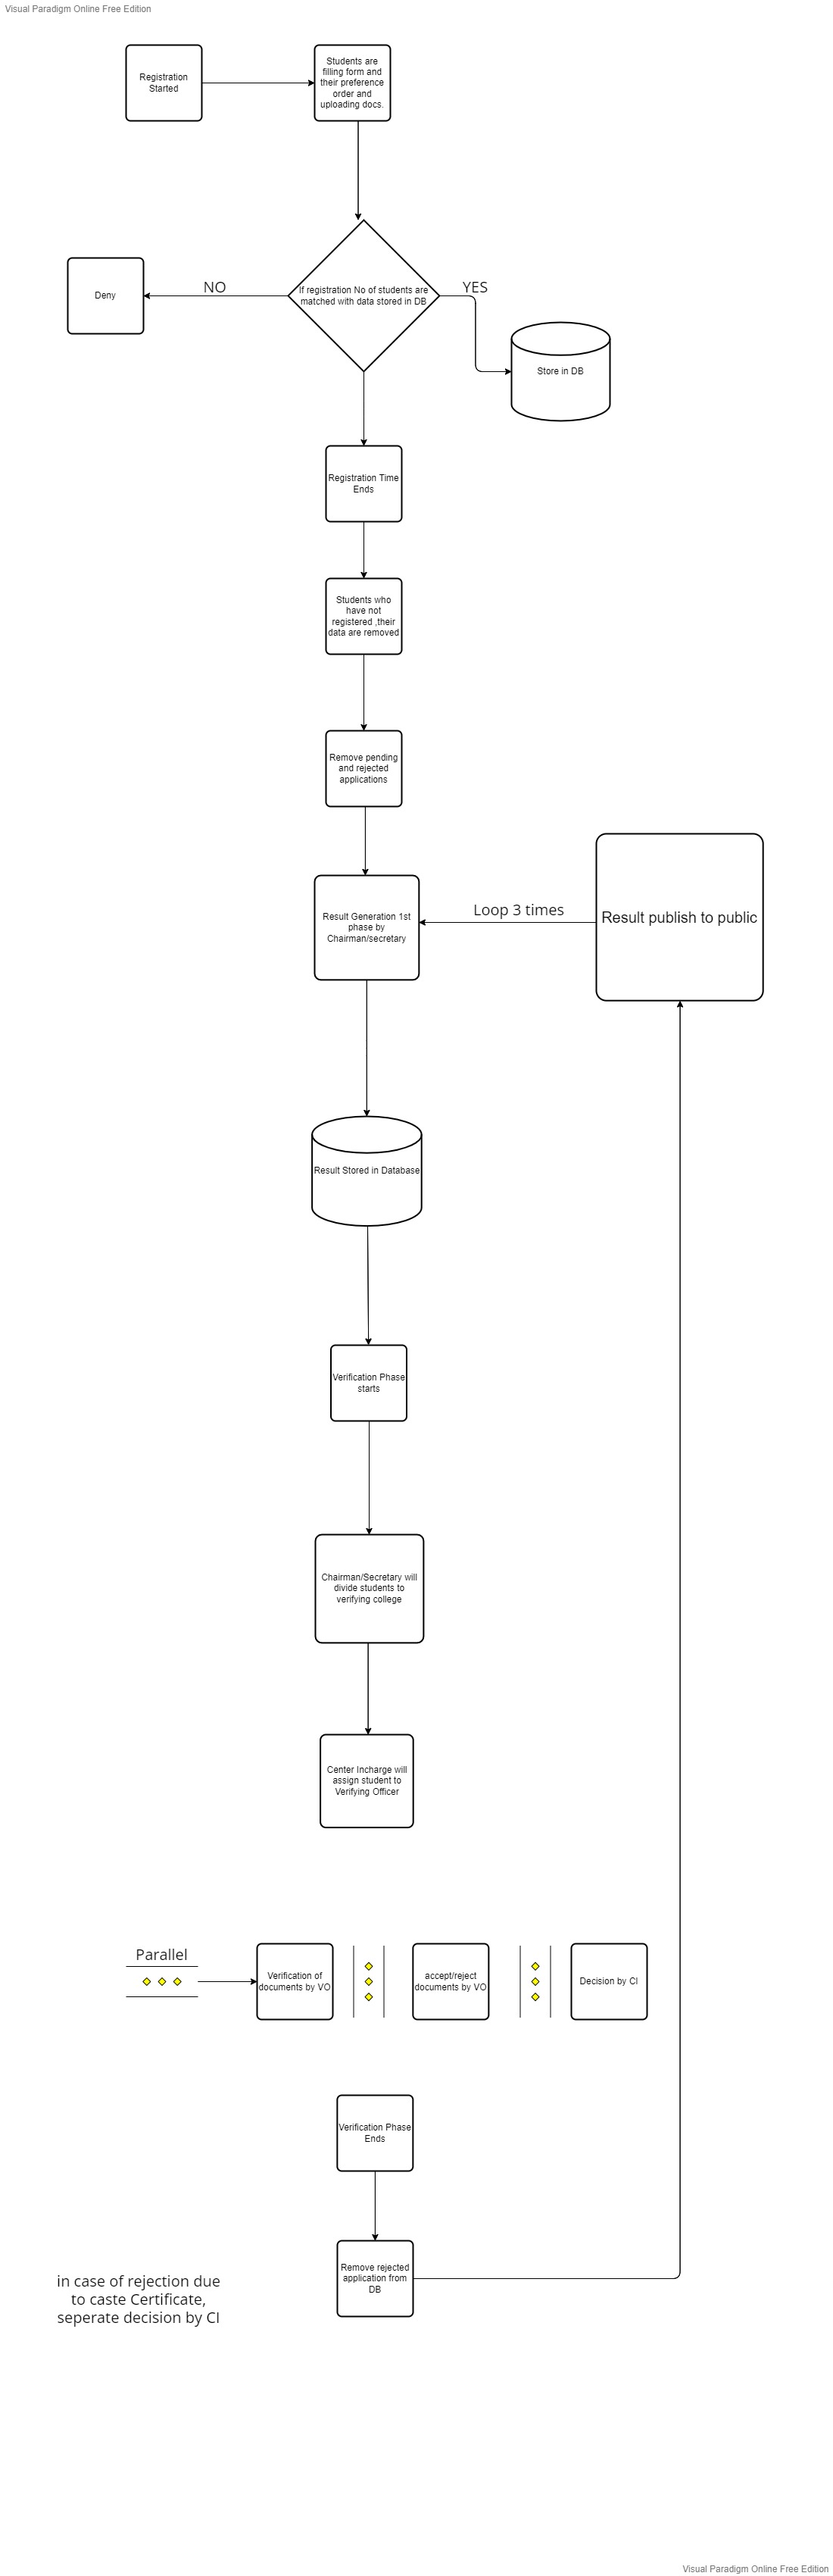 Visual Paradigm Online Free Edition
Registration
Started
Students are
filling form and
their preference
order and
uploading docs.
If registration No of students are
matched with data stored in DB
NO
YES
Deny
Store in DB
Registration Time
Ends
Students who
have not
registered ,their
data are removed
Remove pending
and rejected
applications
Result Generation 1st
phase by
Chairman/secretary
Loop 3 times
Result publish to public
Result Stored in Database
Verification Phase
starts
Chairman/Secretary will
divide students to
verifying college
Center Incharge will
assign student to
Verifying Officer
Parallel
Verification of
documents by VO
accept/reject
documents by VO
Decision by CI
Verification Phase
Ends
Remove rejected
application from
DB
in case of rejection due
to caste Certificate,
seperate decision by CI
Visual Paradigm Online Free Edition